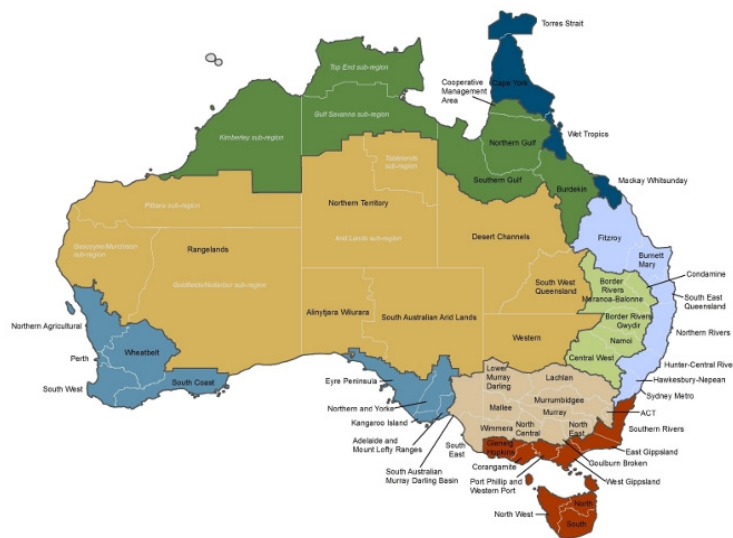 Torres Strait
Top End sub-region
Cape York
Cooperative
Management
Area
Gulf Savanna sub-region
Kimberley sub-region
Northern Gulf
Wet Tropics
Tablelands
sub-region
Southern Gulf
Burdekin
Mackay Whitsunday
Pilbara sub-region
Northern Territory
Gascoyne/Murchison
sub-region
Rangelands
Arid Lands sub-region
Desert Channels
Fitzroy
Burnett
Mary
Condamine
Goldfields/Nullarbor sub-region
South West
Queensland
Border
Rivers
Maranoa-Balonne
South East
Queensland
Alinytjara Wilurara
South Australian Arid Lands
Border Rivers
Gwydir
Northern Agricultural
Western
Namoi
Northern Rivers
Perth
Wheatbelt
Central West
Hunter-Central Rive
South West
South Coast
Eyre Peninsula
Lower
Murray
Darling
Lachlan
Hawkesbury-Nepean
Sydney Metro
Northern and Yorke
Mallee
Murrumbidgee
Murray
ACT
Kangaroo Island
Southern Rivers
Adelaide and
Mount Lofty Ranges
Wimmera
North
Central
North
East
South
East
Glenelg
Hopkins
East Gippsland
South Australian
Murray Darling Basin
Corangamite
Goulburn Broken
Port Phillip and
Western Port
West Gippsland
North West
North
South